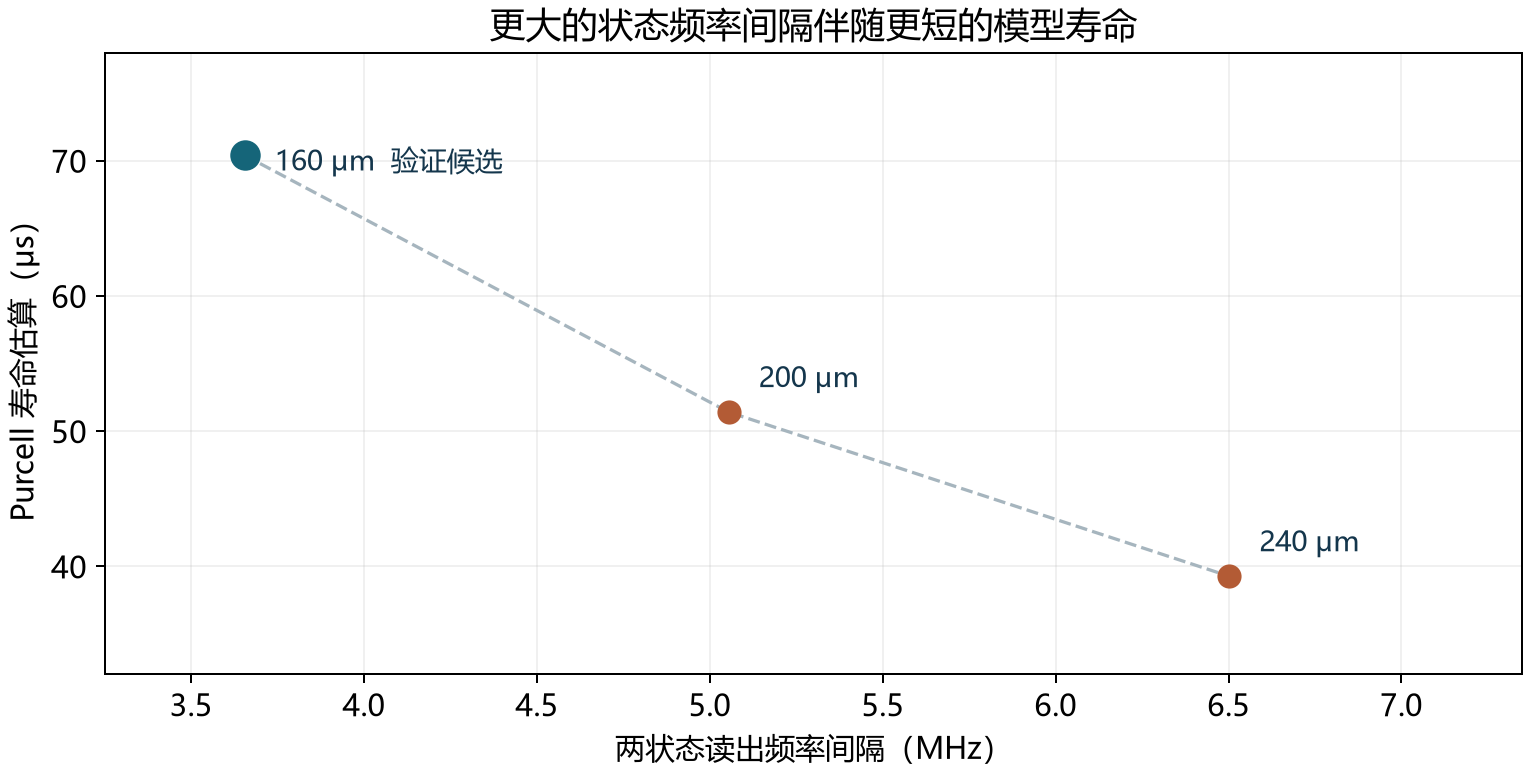 更大的状态频率间隔伴随更短的模型寿命
Purcell 寿命估算（μs）
70
60
50
40
160 μm 验证候选
200 μm
240 μm
3.5 4.0 4.5 5.0 5.5 6.0 6.5 7.0
两状态读出频率间隔（MHz）